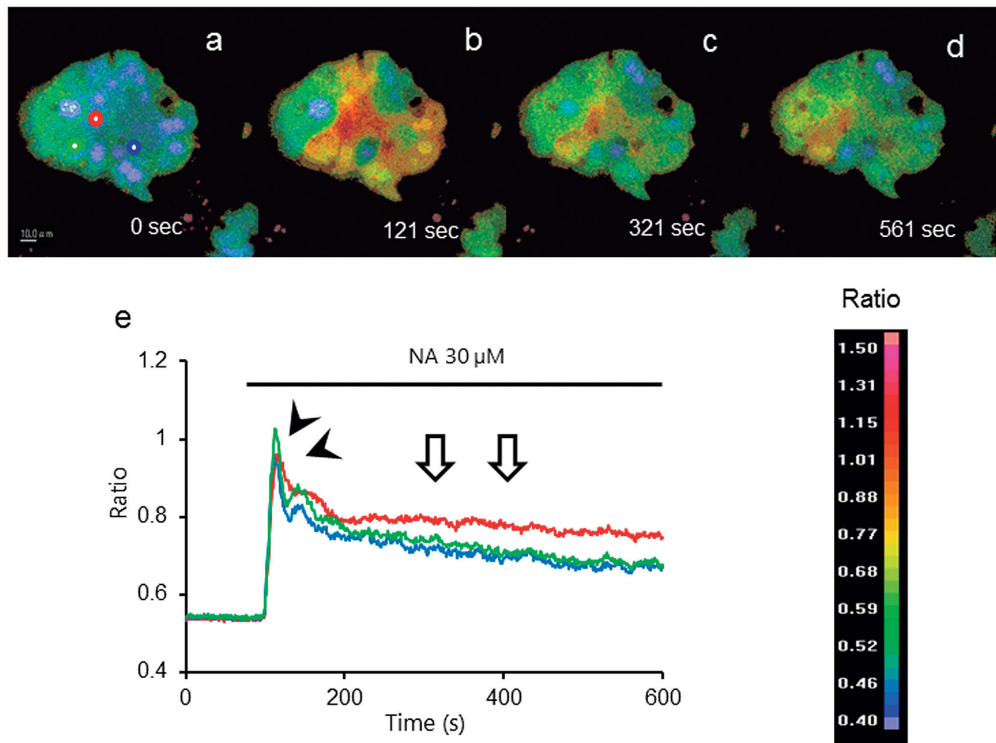 a
b
c
d
0 sec
121 sec
321 sec
561 sec
10.0 µm
e
NA 30 µM
1.2
1
0.8
0.6
0.4
Ratio
0
200
400
600
Time (s)
Ratio
1.50
1.31
1.15
1.01
0.88
0.77
0.68
0.59
0.52
0.46
0.40